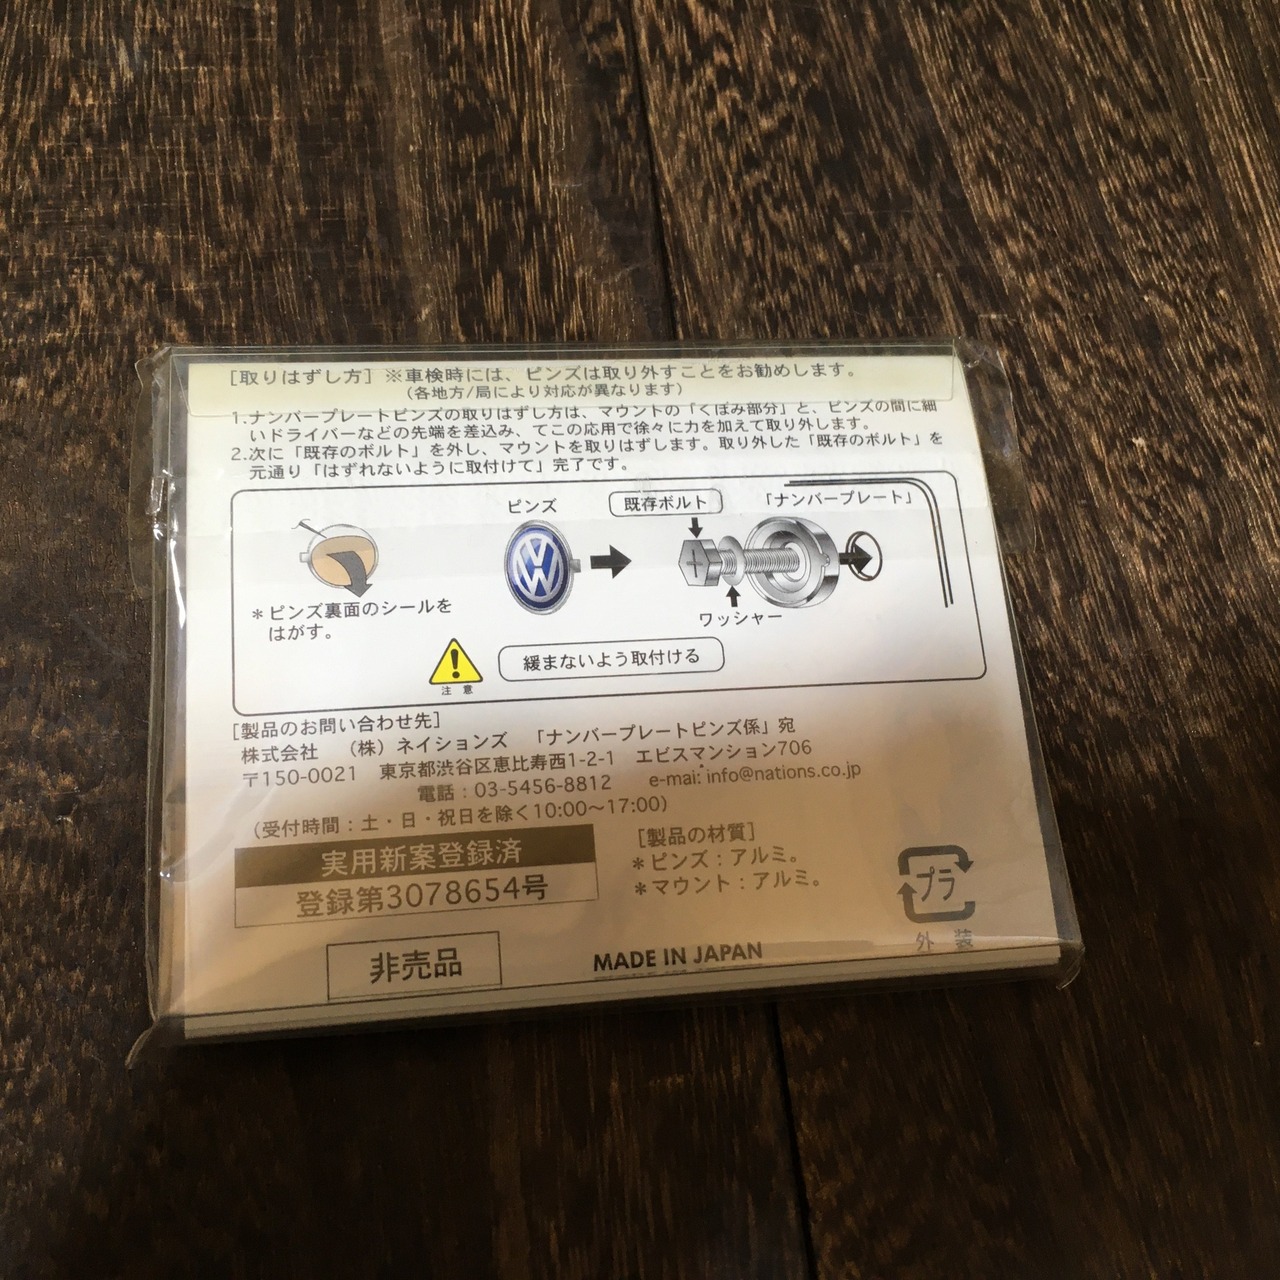 [取りはずし方] ※車検時には、ピンズは取り外すことをお勧めします。
(各地方/局により対応が異なります)
1.ナンバープレートピンズの取りはずし方は、マウントの「くぼみ部分」と、ピンズの間に細
いドライバーなどの先端を差込み、てこの応用で徐々に力を加えて取り外します。
2.次に「既存のボルト」を外し、マウントを取りはずします。取り外した「既存のボルト」を
元通り「はずれないように取付けて」完了です。
ピンズ 既存ボルト 「ナンバープレート」
*ピンズ裏面のシールを
はがす。
ワッシャー
注意
緩まないよう取付ける
[製品のお問い合わせ先]
株式会社 (株)ネイションズ 「ナンバープレートピンズ係」宛
〒150-0021 東京都渋谷区恵比寿西1-2-1 エビスマンション706
電話:03-5456-8812 e-mai: info@nations.co.jp
(受付時間:土・日・祝日を除く10:00〜17:00)
実用新案登録済
登録第3078654号
[製品の材質]
*ピンズ:アルミ。
*マウント:アルミ。
プラ
外装
非売品
MADE IN JAPAN